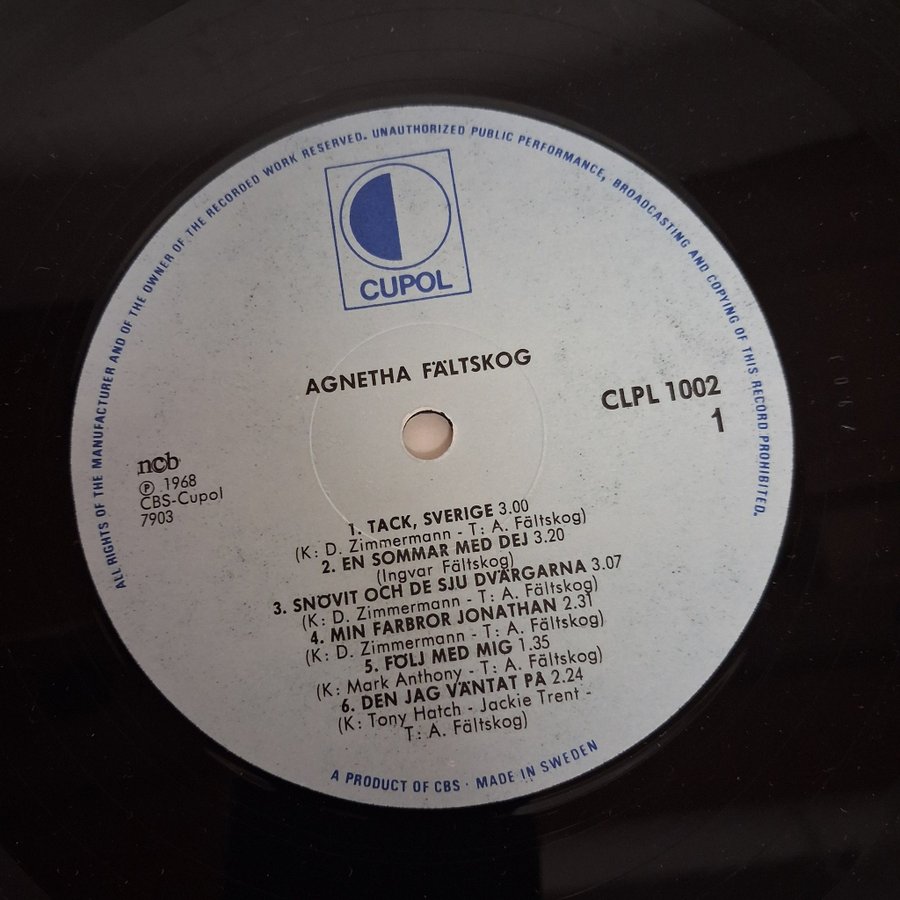 ALL RIGHTS OF THE MANUFACTURER AND OF THE OWNER OF THE RECORDED WORK RESERVED. UNAUTHORIZED PUBLIC PERFORMANCE, BROADCASTING AND COPYING OF THIS RECORD PROHIBITED.
CUPOL
AGNETHA FÄLTSKOG
CLPL 1002
1
ncb
Ⓟ 1968
CBS-Cupol
7903
1. TACK, SVERIGE 3.00
(K: D. Zimmermann - T: A. Fältskog)
2. EN SOMMAR MED DEJ 3.20
(Ingvar Fältskog)
3. SNÖVIT OCH DE SJU DVÄRGARNA 3.07
(K: D. Zimmermann - T: A. Fältskog)
4. MIN FARBROR JONATHAN 2.31
(K: D. Zimmermann - T: A. Fältskog)
5. FÖLJ MED MIG 1.35
(K: Mark Anthony - T: A. Fältskog)
6. DEN JAG VÄNTAT PÅ 2.24
(K: Tony Hatch - Jackie Trent -
T: A. Fältskog)
A PRODUCT OF CBS · MADE IN SWEDEN